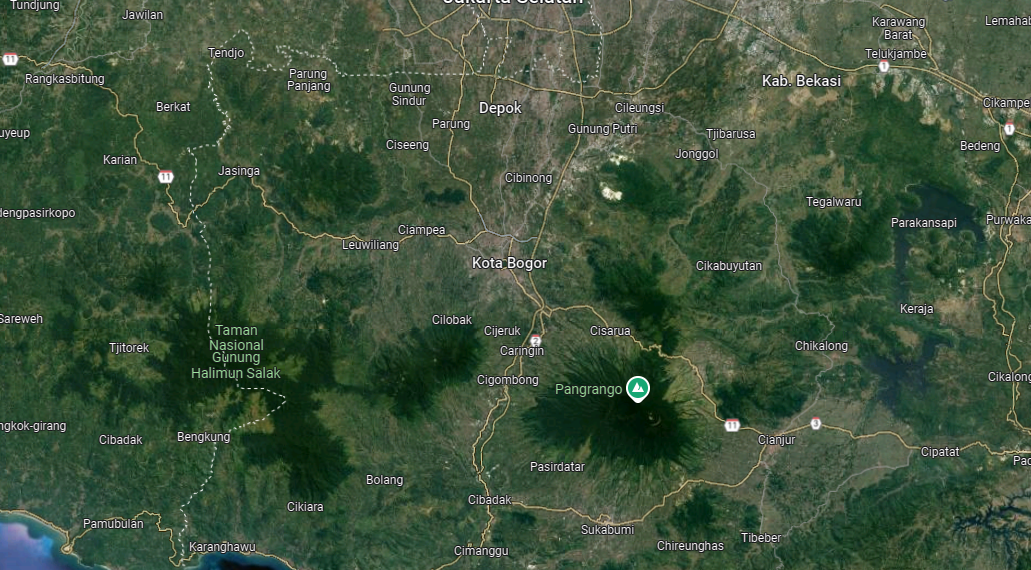 Tundjung
Jawilan
Jakarta Selatan
Karawang
Barat
Lemahab
11
Rangkasbitung
Tendjo
Parung
Panjang
Gunung
Sindur
Depok
Cileungsi
Kab. Bekasi
Telukjambe
1
Cikampe
Berkat
Parung
Gunung Putri
Tjibarusa
1
uyeup
Ciseeng
Jonggol
Bedeng
Karian
11
Jasinga
Cibinong
Tegalwaru
dengpasirkopo
Parakansapi
Purwaka
Ciampea
Leuwiliang
Kota Bogor
Cikabuyutan
Sareweh
Cilobak
Cijeruk
Cisarua
Keraja
Taman
Nasional
Gunung
Halimun Salak
Tjitorek
2
Caringin
Chikalong
Cigombong
Pangrango
Cikalong
ngkok-girang
Cibadak
Bengkung
11
3
Cianjur
Cipatat
Pasirdatar
Pad
Bolang
Cibadak
Cikiara
Pamubulan
Sukabumi
Karanghawu
Cimanggu
Chireunghas
Tibeber